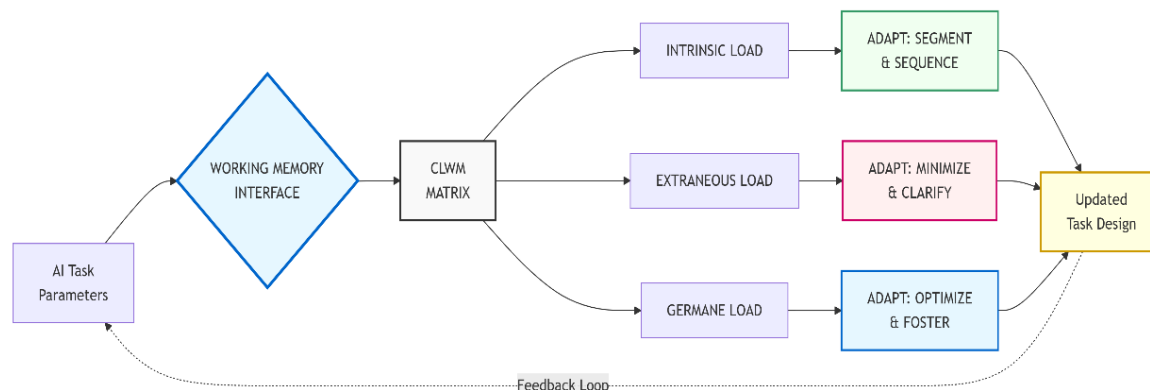 AI Task
Parameters
WORKING MEMORY
INTERFACE
CLWM
MATRIX
INTRINSIC LOAD
ADAPT: SEGMENT
& SEQUENCE
EXTRANEOUS LOAD
ADAPT: MINIMIZE
& CLARIFY
GERMANE LOAD
ADAPT: OPTIMIZE
& FOSTER
Updated
Task Design
Feedback Loop